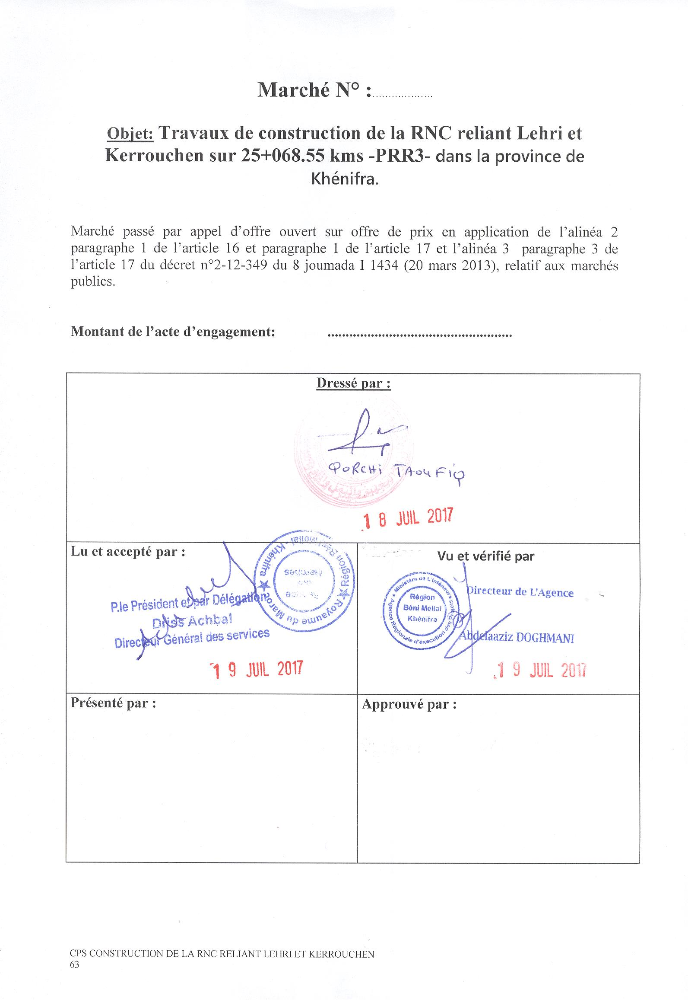 Marché N° :...................
Objet: Travaux de construction de la RNC reliant Lehri et
Kerrouchen sur 25+068.55 kms -PRR3- dans la province de
Khénifra.
Marché passé par appel d'offre ouvert sur offre de prix en application de l'alinéa 2
paragraphe 1 de l'article 16 et paragraphe 1 de l'article 17 et l'alinéa 3 paragraphe 3 de
l'article 17 du décret n°2-12-349 du 8 joumada I 1434 (20 mars 2013), relatif aux marchés
publics.
Montant de l'acte d'engagement: ...................................................
Dressé par :
QORCHI TAOUFIQ
18 JUIL 2017
Lu et accepté par :
Royaume du Maroc ★ Région Béni Mellal - Khénifra ★
Marchés
P.le Président et par Délégation
Driss Achbal
Directeur Général des services
19 JUIL 2017
Vu et vérifié par
Ministère de L'intérieur ★ Agence Régionale d'éxecution des Projets ★
Région
Béni Mellal
Khénifra
Directeur de L'Agence
Abdelaaziz DOGHMANI
19 JUIL 2017
Présenté par :
Approuvé par :
CPS CONSTRUCTION DE LA RNC RELIANT LEHRI ET KERROUCHEN
63